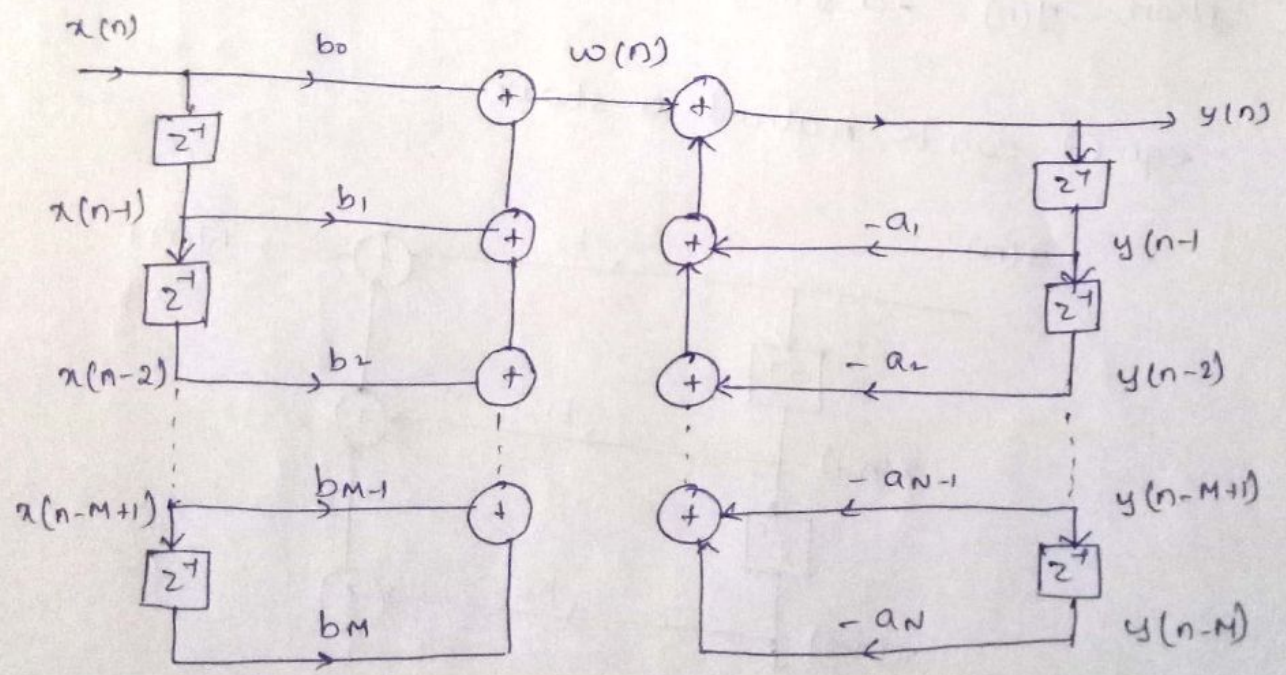 x(n)
b0
w(n)
+
+
y(n)
z-1
z-1
x(n-1)
b1
+
+
-a1
y(n-1
z-1
z-1
x(n-2)
b2
+
+
-a2
y(n-2)
x(n-M+1)
bM-1
+
+
-aN-1
y(n-M+1)
z-1
z-1
bM
-aN
y(n-M)